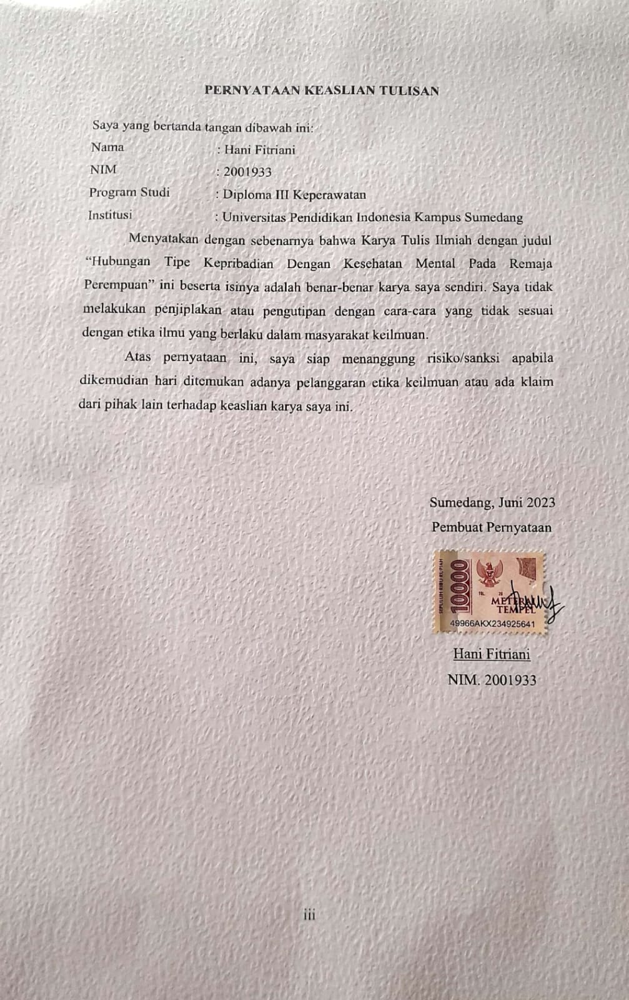 PERNYATAAN KEASLIAN TULISAN
Saya yang bertanda tangan dibawah ini:
Nama : Hani Fitriani
NIM : 2001933
Program Studi : Diploma III Keperawatan
Institusi : Universitas Pendidikan Indonesia Kampus Sumedang
Menyatakan dengan sebenarnya bahwa Karya Tulis Ilmiah dengan judul
“Hubungan Tipe Kepribadian Dengan Kesehatan Mental Pada Remaja
Perempuan” ini beserta isinya adalah benar-benar karya saya sendiri. Saya tidak
melakukan penjiplakan atau pengutipan dengan cara-cara yang tidak sesuai
dengan etika ilmu yang berlaku dalam masyarakat keilmuan.
Atas pernyataan ini, saya siap menanggung risiko/sanksi apabila
dikemudian hari ditemukan adanya pelanggaran etika keilmuan atau ada klaim
dari pihak lain terhadap keaslian karya saya ini.
Sumedang, Juni 2023
Pembuat Pernyataan
SEPULUH RIBU RUPIAH
10000
TGL. 20
METERAI
TEMPEL
49966AKX234925641
Hani Fitriani
NIM. 2001933
iii